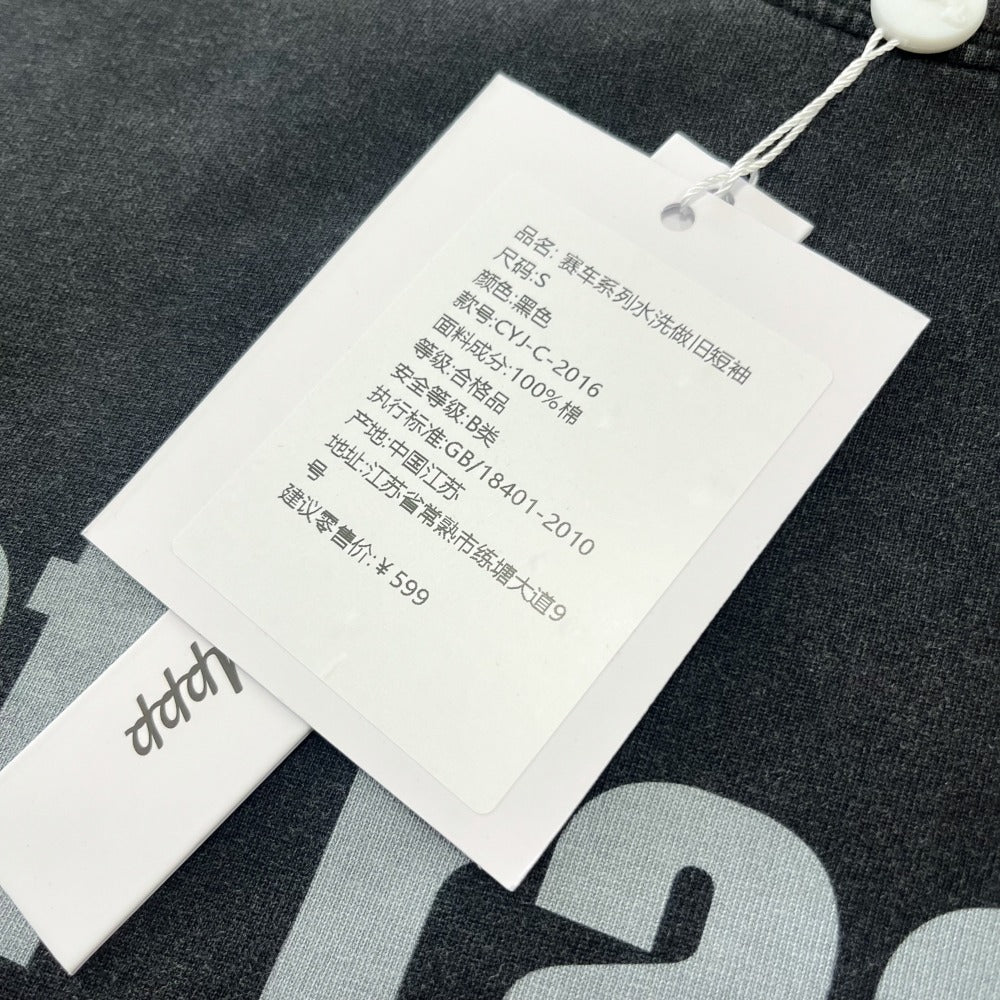 品名: 赛车系列水洗做旧短袖
尺码:S
颜色:黑色
款号:CYJ-C-2016
面料成分:100%棉
等级:合格品
安全等级:B类
执行标准:GB/18401-2010
产地:中国江苏
地址:江苏省常熟市练塘大道9
号
建议零售价:￥599